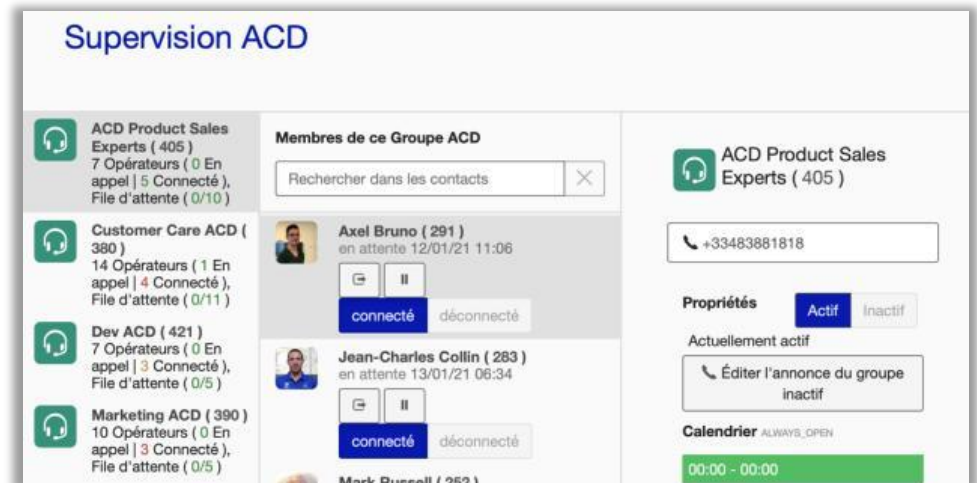 Supervision ACD
ACD Product Sales
Experts ( 405 )
7 Opérateurs ( 0 En
appel | 5 Connecté ),
File d'attente ( 0/10 )
Customer Care ACD (
380 )
14 Opérateurs ( 1 En
appel | 4 Connecté ),
File d'attente ( 0/11 )
Dev ACD ( 421 )
7 Opérateurs ( 0 En
appel | 3 Connecté ),
File d'attente ( 0/5 )
Marketing ACD ( 390 )
10 Opérateurs ( 0 En
appel | 3 Connecté ),
File d'attente ( 0/5 )
Membres de ce Groupe ACD
Rechercher dans les contacts
Axel Bruno ( 291 )
en attente 12/01/21 11:06
connecté déconnecté
Jean-Charles Collin ( 283 )
en attente 13/01/21 06:34
connecté déconnecté
Mark Russell ( 252 )
ACD Product Sales
Experts ( 405 )
+33483881818
Propriétés Actif Inactif
Actuellement actif
Éditer l'annonce du groupe
inactif
Calendrier ALWAYS_OPEN
00:00 - 00:00